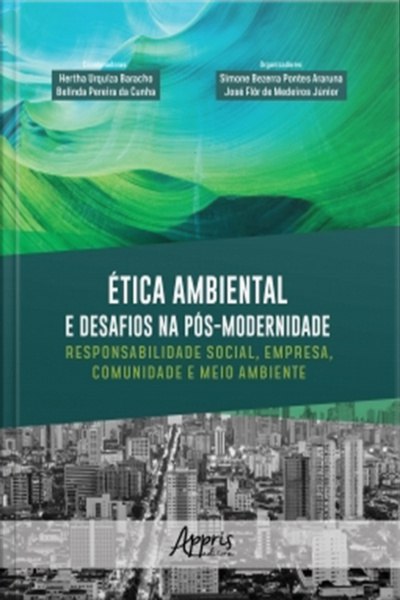 Coordenadoras
Hertha Urquiza Baracho
Belinda Pereira da Cunha
Organizadores
Simone Bezerra Pontes Araruna
José Flôr de Medeiros Júnior
ÉTICA AMBIENTAL
E DESAFIOS NA PÓS-MODERNIDADE
RESPONSABILIDADE SOCIAL, EMPRESA,
COMUNIDADE E MEIO AMBIENTE
Appris
editora